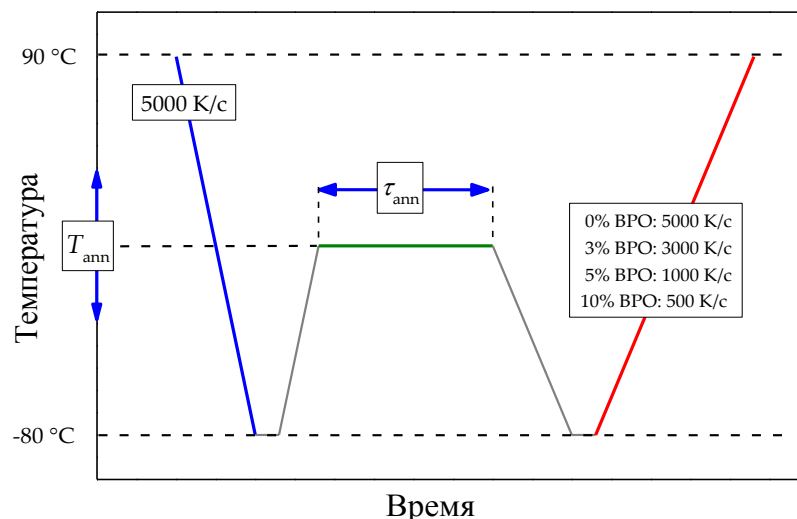 90 °C
5000 K/c
τann
Tann
0% BPO: 5000 K/c
3% BPO: 3000 K/c
5% BPO: 1000 K/c
10% BPO: 500 K/c
Температура
-80 °C
Время